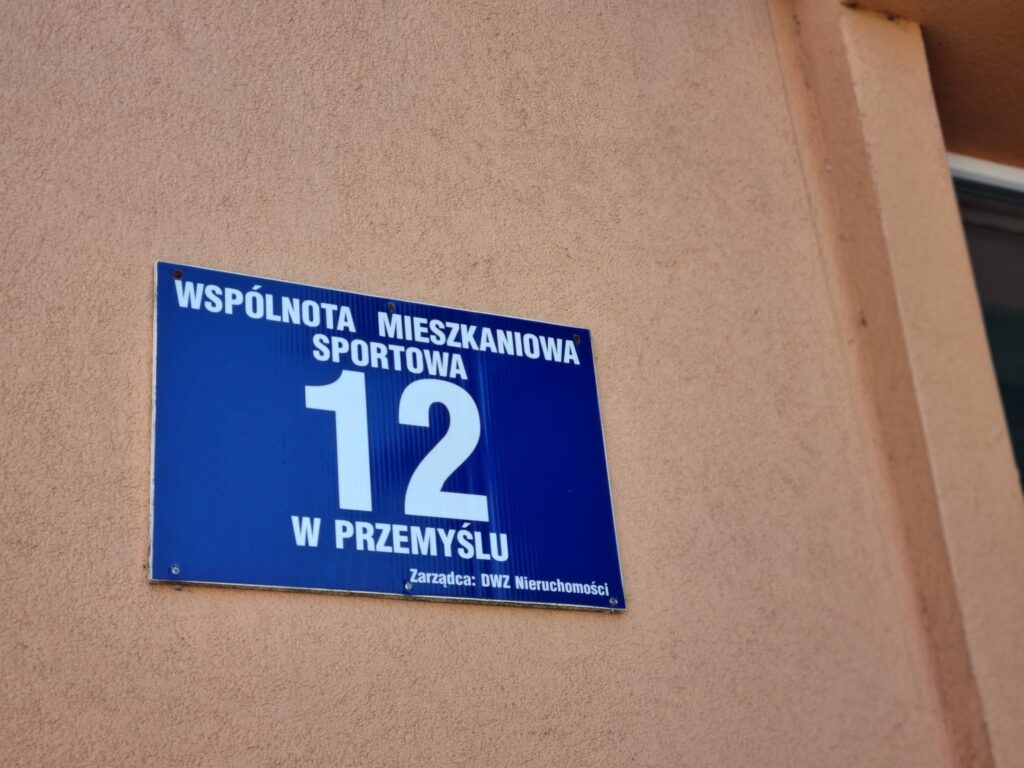 WSPÓLNOTA MIESZKANIOWA
SPORTOWA
12
W PRZEMYŚLU
Zarządca: DWZ Nieruchomości